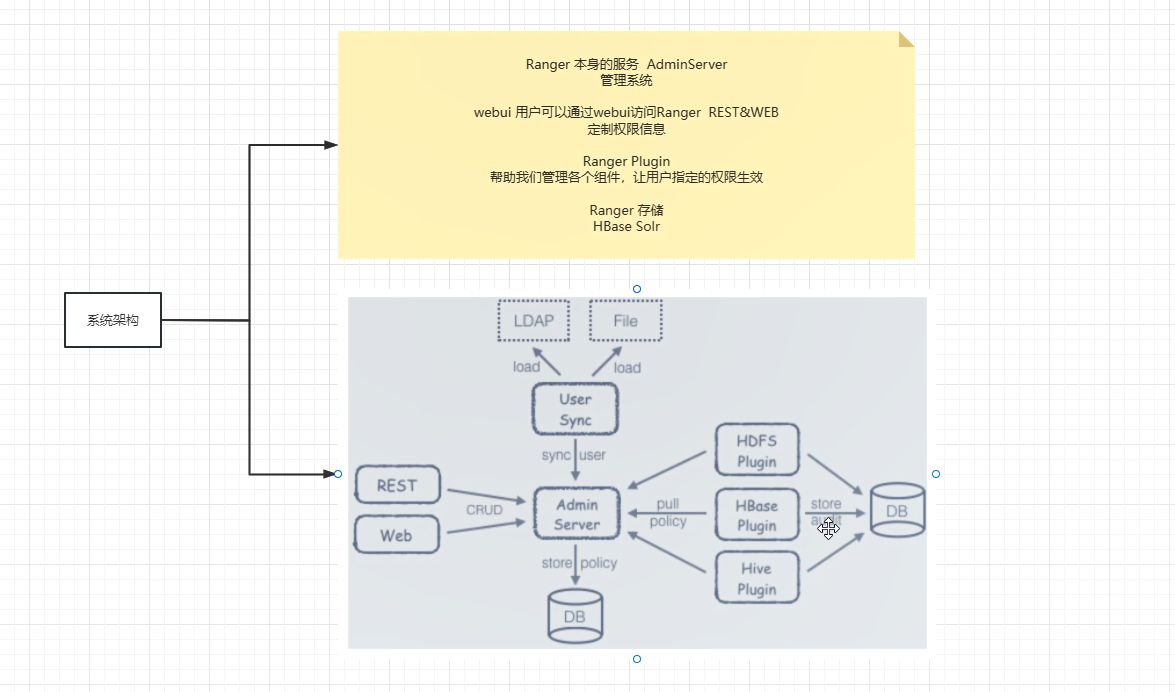 Ranger 本身的服务 AdminServer
管理系统
webui 用户可以通过webui访问Ranger REST&WEB
定制权限信息
Ranger Plugin
帮助我们管理各个组件，让用户指定的权限生效
Ranger 存储
HBase Solr
系统架构
LDAP
File
load
load
User
Sync
sync user
REST
Web
CRUD
Admin
Server
store policy
DB
pull
policy
HDFS
Plugin
HBase
Plugin
Hive
Plugin
store
DB